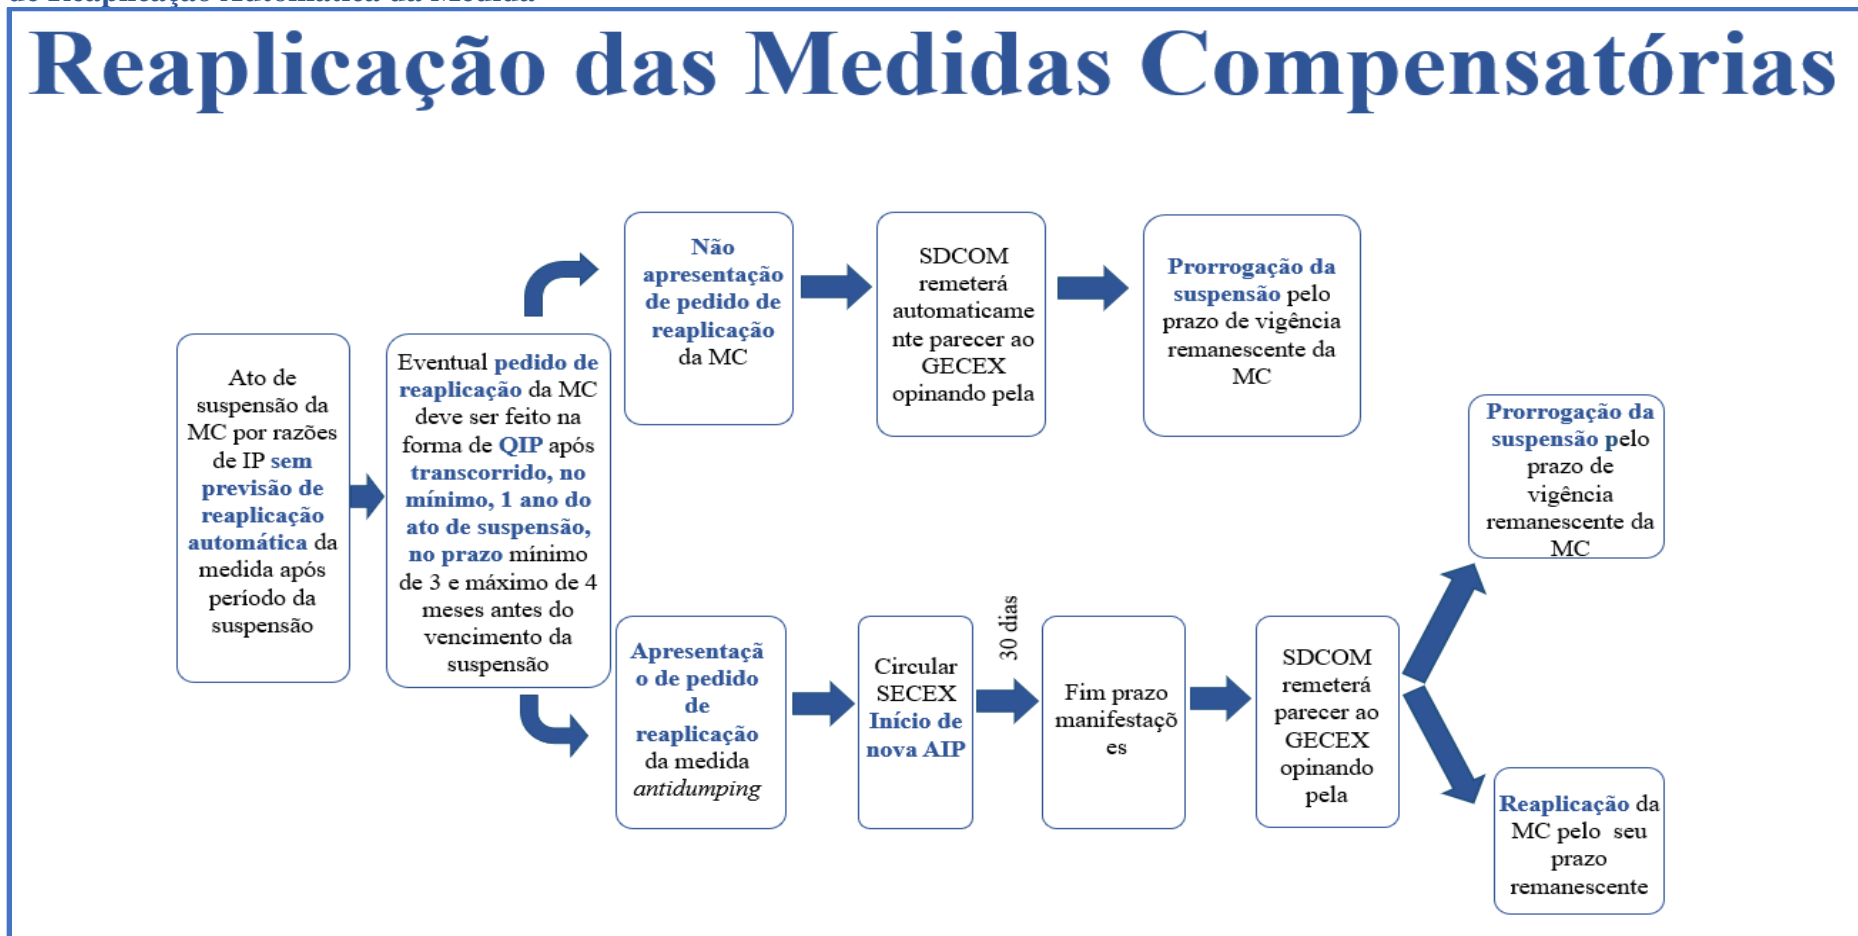 de Reaplicação Automática da Medida
Reaplicação das Medidas Compensatórias
Ato de
suspensão da
MC por razões
de IP sem
previsão de
reaplicação
automática da
medida após
período da
suspensão
Eventual pedido de
reaplicação da MC
deve ser feito na
forma de QIP após
transcorrido, no
mínimo, 1 ano do
ato de suspensão,
no prazo mínimo
de 3 e máximo de 4
meses antes do
vencimento da
suspensão
Não
apresentação
de pedido de
reaplicação
da MC
SDCOM
remeterá
automaticame
nte parecer ao
GECEX
opinando pela
Prorrogação da
suspensão pelo
prazo de vigência
remanescente da
MC
Apresentaçã
o de pedido
de
reaplicação
da medida
antidumping
Circular
SECEX
Início de
nova AIP
30 dias
Fim prazo
manifestaçõ
es
SDCOM
remeterá
parecer ao
GECEX
opinando
pela
Prorrogação da
suspensão pelo
prazo de
vigência
remanescente da
MC
Reaplicação da
MC pelo seu
prazo
remanescente